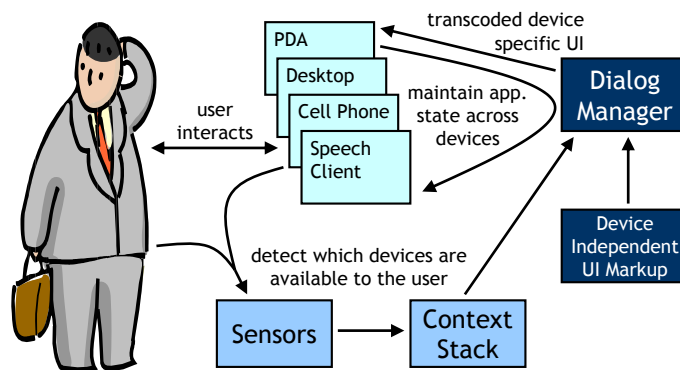 transcoded device
specific UI
PDA
Desktop
Cell Phone
Speech
Client
user
interacts
maintain app.
state across
devices
Dialog
Manager
Device
Independent
UI Markup
detect which devices are
available to the user
Sensors
Context
Stack